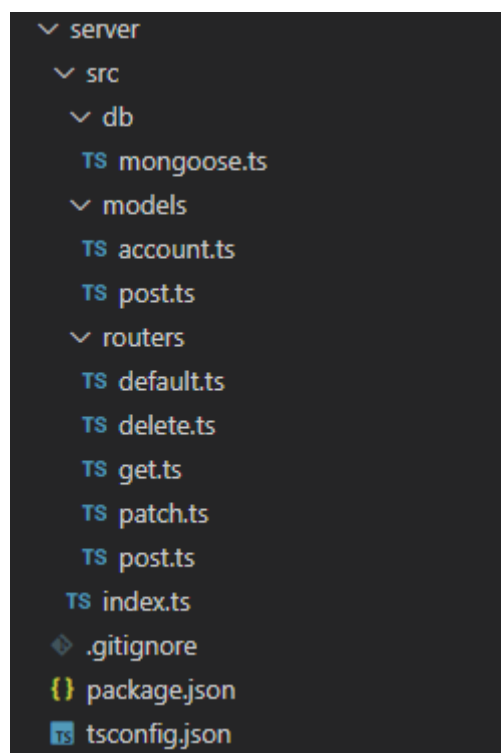 server
src
db
TS mongoose.ts
models
TS account.ts
TS post.ts
routers
TS default.ts
TS delete.ts
TS get.ts
TS patch.ts
TS post.ts
TS index.ts
.gitignore
{} package.json
TS tsconfig.json